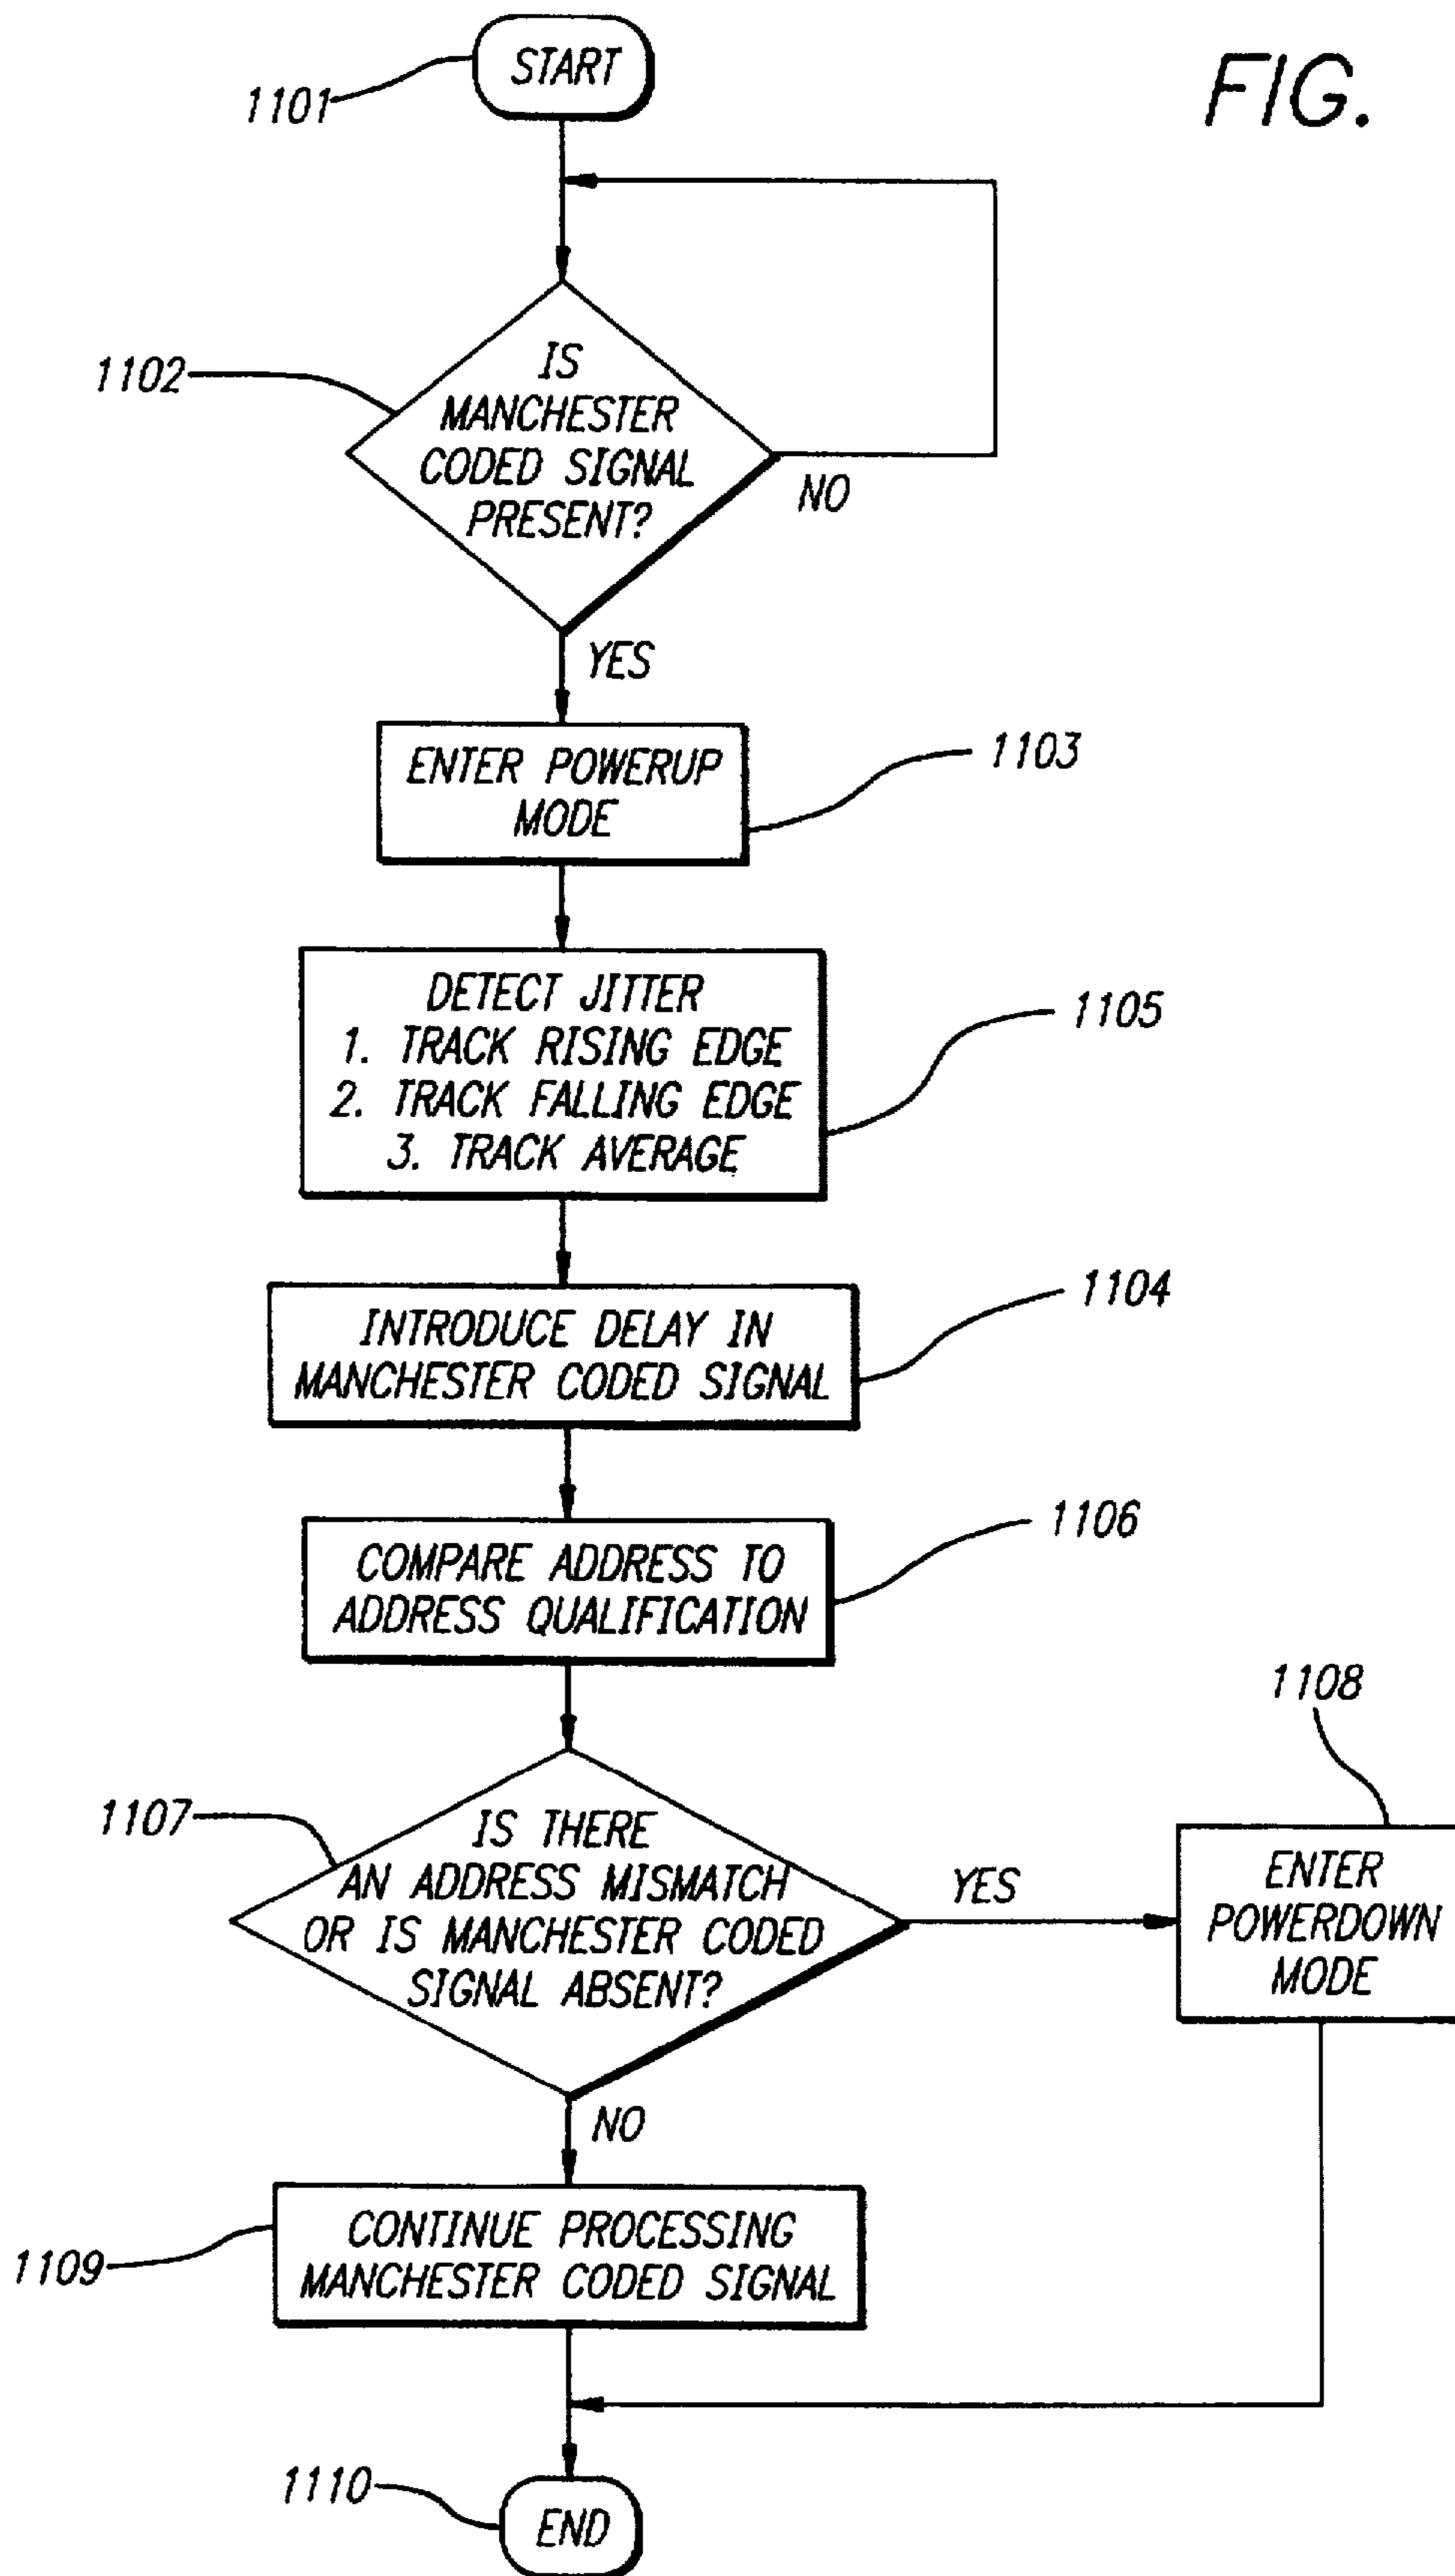 FIG.
1101
START
1102
IS
MANCHESTER
CODED SIGNAL
PRESENT?
NO
YES
ENTER POWERUP
MODE
1103
DETECT JITTER
1. TRACK RISING EDGE
2. TRACK FALLING EDGE
3. TRACK AVERAGE
1105
INTRODUCE DELAY IN
MANCHESTER CODED SIGNAL
1104
COMPARE ADDRESS TO
ADDRESS QUALIFICATION
1106
1107
IS THERE
AN ADDRESS MISMATCH
OR IS MANCHESTER CODED
SIGNAL ABSENT?
YES
1108
ENTER
POWERDOWN
MODE
NO
1109
CONTINUE PROCESSING
MANCHESTER CODED SIGNAL
1110
END